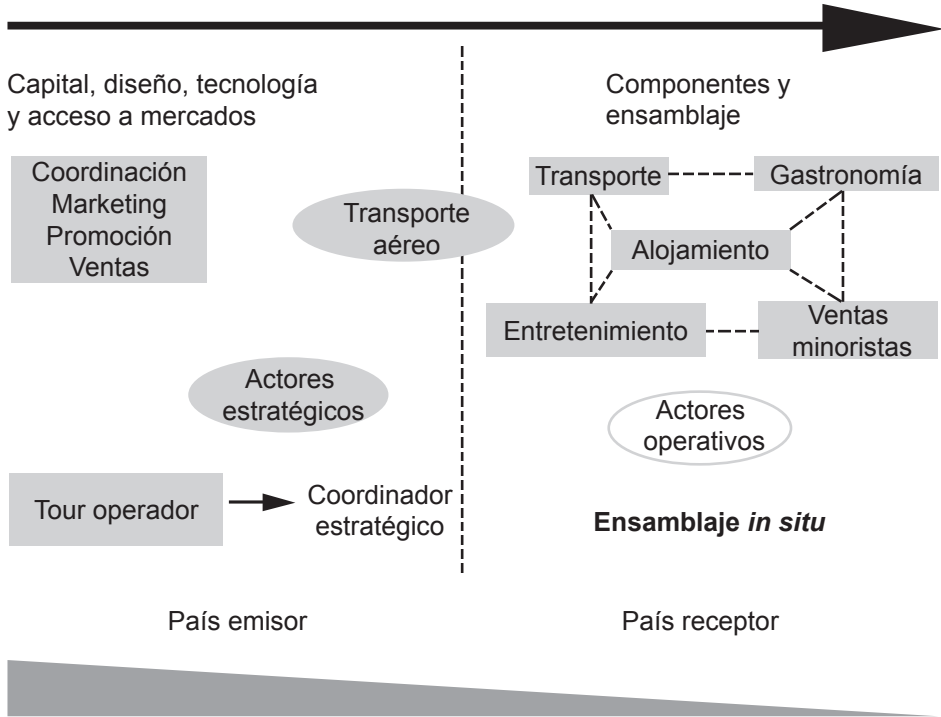 Capital, diseño, tecnología
y acceso a mercados
Coordinación
Marketing
Promoción
Ventas
Transporte
aéreo
Actores
estratégicos
Tour operador
Coordinador
estratégico
País emisor
Componentes y
ensamblaje
Transporte
Gastronomía
Alojamiento
Entretenimiento
Ventas
minoristas
Actores
operativos
Ensamblaje in situ
País receptor